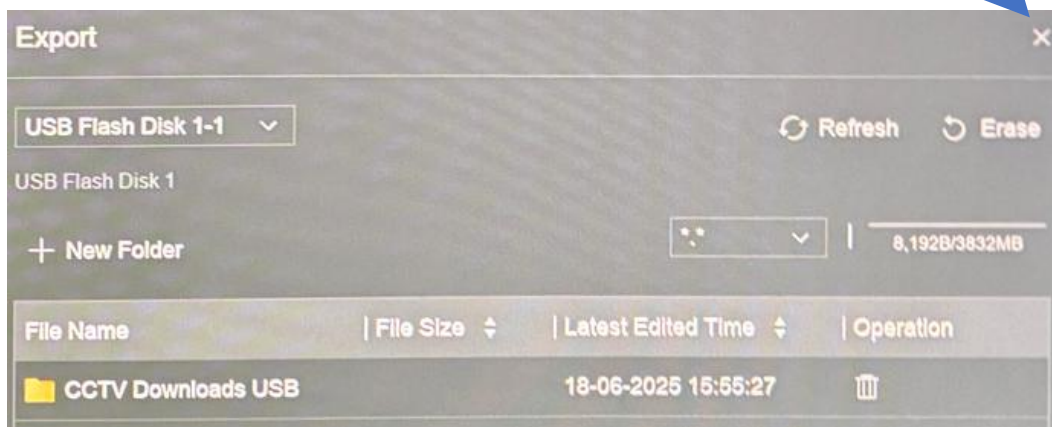 Export
USB Flash Disk 1-1
Refresh Erase
USB Flash Disk 1
+ New Folder *.* | 8,192B/3832MB
File Name | File Size | Latest Edited Time | Operation
CCTV Downloads USB 18-06-2025 15:55:27